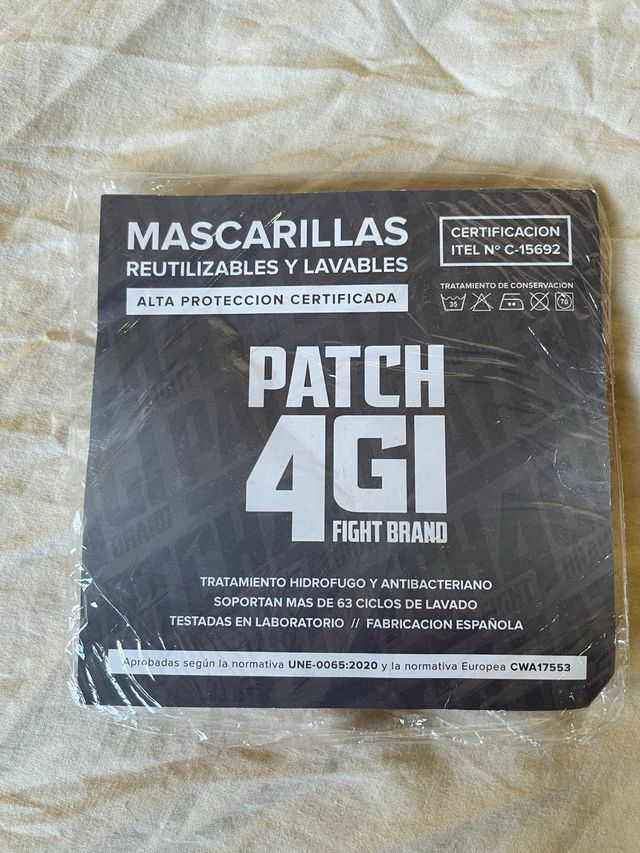 MASCARILLAS
REUTILIZABLES Y LAVABLES
ALTA PROTECCION CERTIFICADA
CERTIFICACION
ITEL Nº C-15692
TRATAMIENTO DE CONSERVACION
35 70
PATCH
4GI
FIGHT BRAND
TRATAMIENTO HIDROFUGO Y ANTIBACTERIANO
SOPORTAN MAS DE 63 CICLOS DE LAVADO
TESTADAS EN LABORATORIO // FABRICACION ESPAÑOLA
Aprobadas según la normativa UNE-0065:2020 y la normativa Europea CWA17553